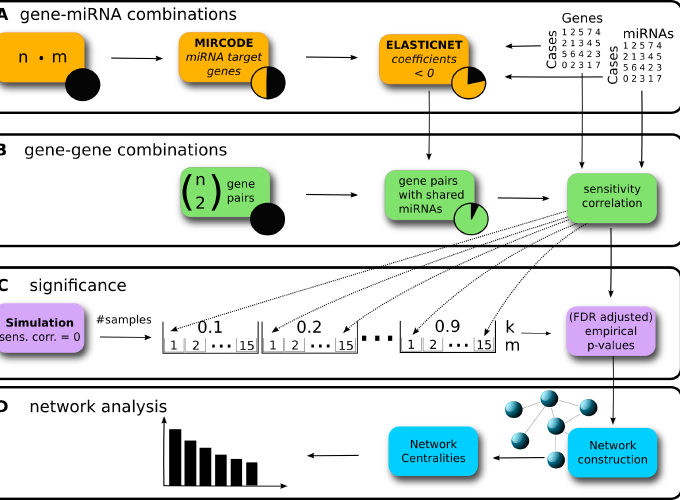 A gene-miRNA combinations
n · m
MIRCODE
miRNA target
genes
ELASTICNET
coefficients
< 0
Genes
Cases
1 2 5 7 4
2 1 3 4 5
5 6 4 2 3
0 2 3 1 7
miRNAs
Cases
1 2 5 7 4
2 1 3 4 5
5 6 4 2 3
0 2 3 1 7
B gene-gene combinations
(n 2) gene
pairs
gene pairs
with shared
miRNAs
sensitivity
correlation
C significance
Simulation
sens. corr. = 0
#samples
0.1
1 2 ... 15
0.2
1 2 ... 15
...
0.9
1 2 ... 15
k
m
(FDR adjusted)
empirical
p-values
D network analysis
Network
Centralities
Network
construction